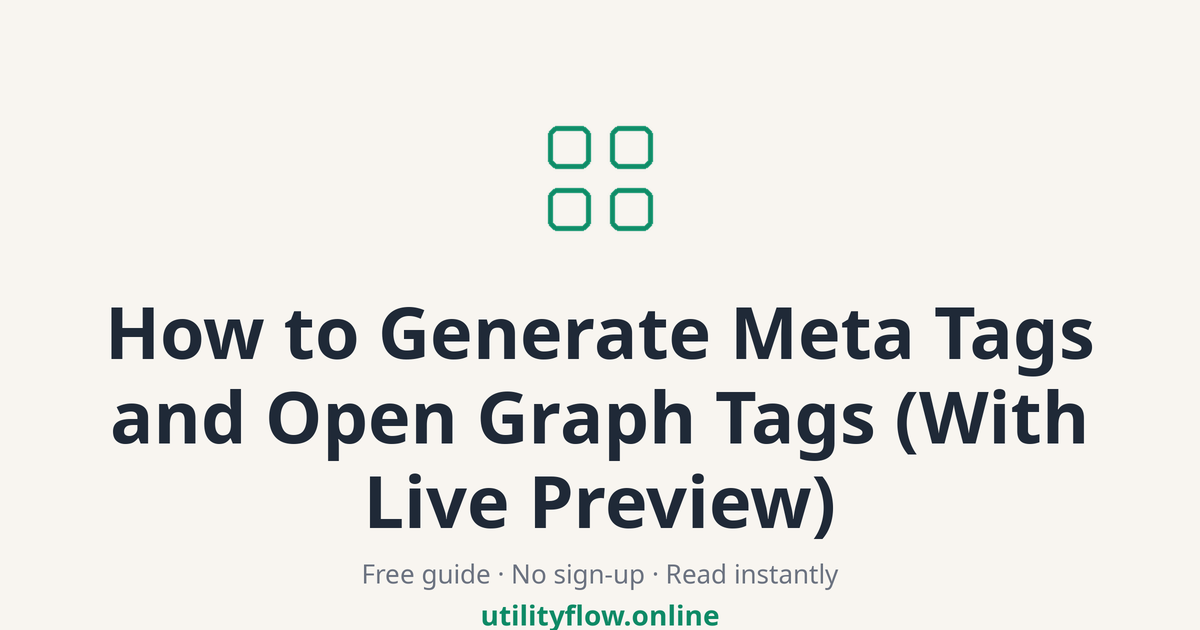 How to Generate Meta Tags
and Open Graph Tags (With
Live Preview)
Free guide · No sign-up · Read instantly
utilityflow.online